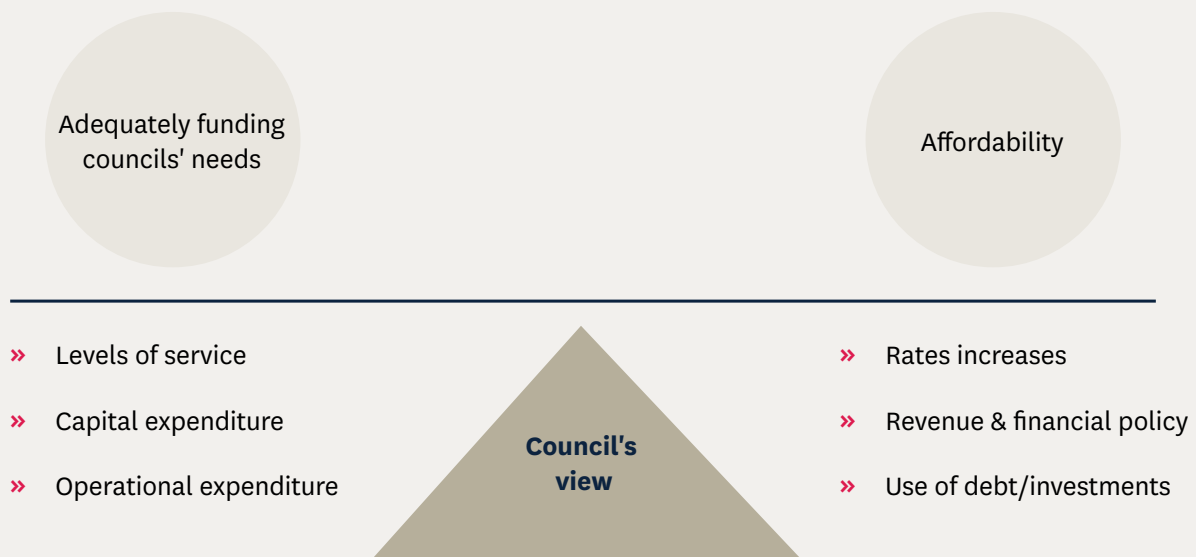 Adequately funding
councils' needs
Affordability
» Levels of service
» Capital expenditure
» Operational expenditure
Council's
view
» Rates increases
» Revenue & financial policy
» Use of debt/investments